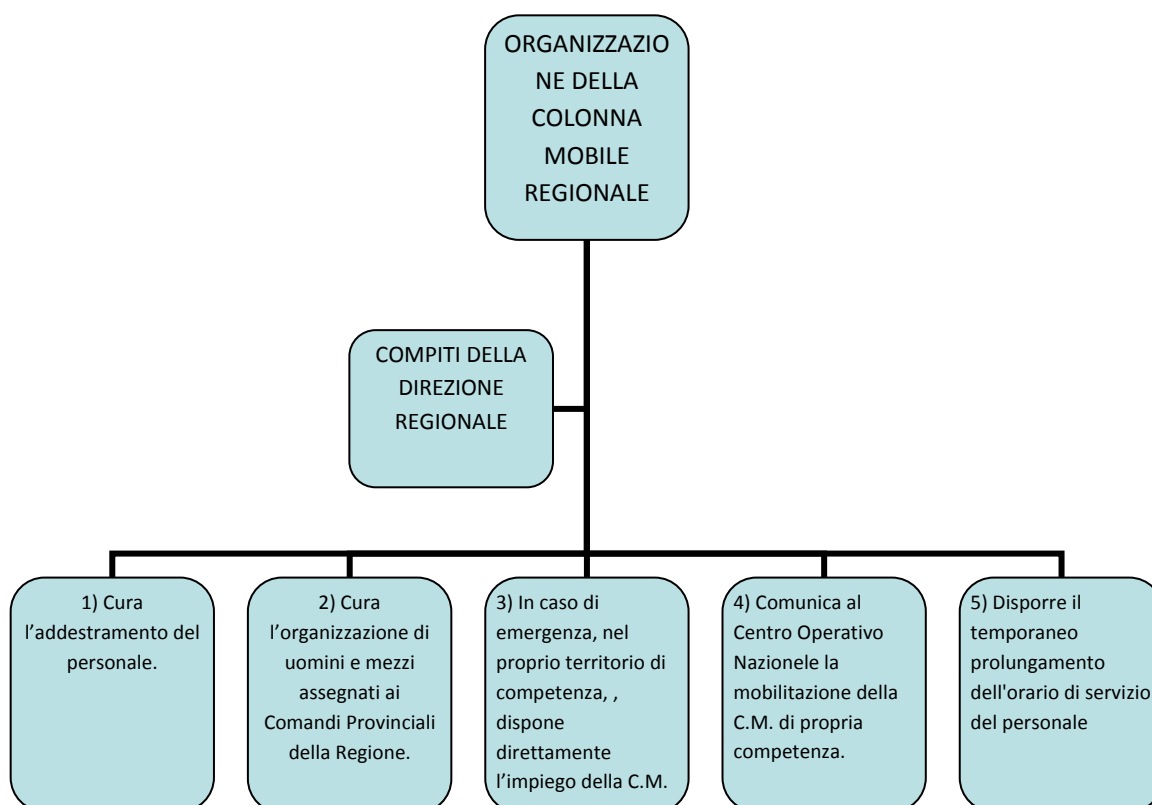 ORGANIZZAZIO
NE DELLA
COLONNA
MOBILE
REGIONALE
COMPITI DELLA
DIREZIONE
REGIONALE
1) Cura
l’addestramento del
personale.
2) Cura
l’organizzione di
uomini e mezzi
assegnati ai
Comandi Provinciali
della Regione.
3) In caso di
emergenza, nel
proprio territorio di
competenza, ,
dispone
direttamente
l’impiego della C.M.
4) Comunica al
Centro Operativo
Nazionele la
mobilitazione della
C.M. di propria
competenza.
5) Disporre il
temporaneo
prolungamento
dell'orario di servizio
del personale